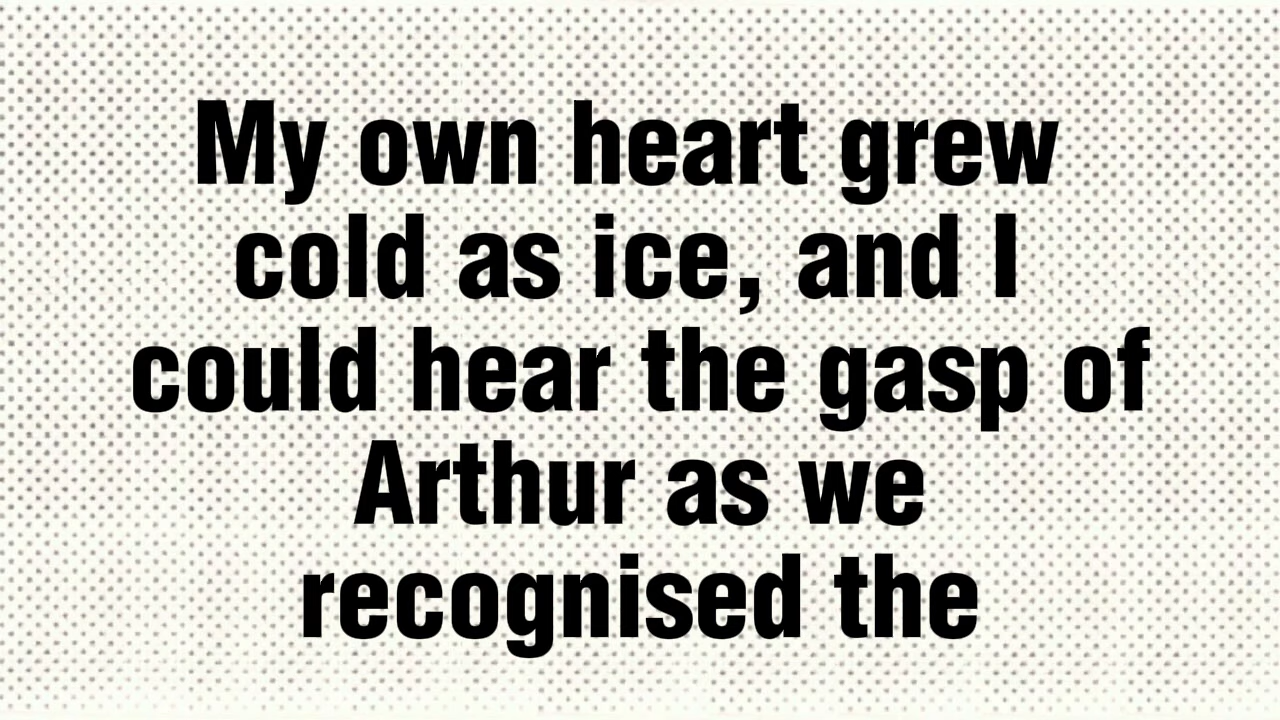 My own heart grew
cold as ice, and I
could hear the gasp of
Arthur as we
recognised the